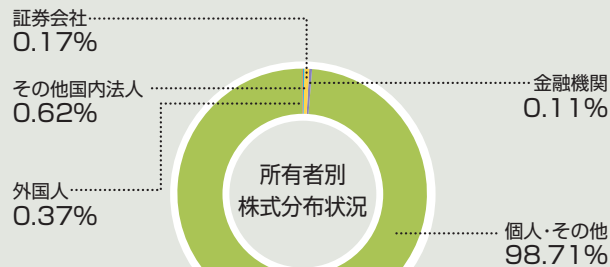 証券会社
0.17%
その他国内法人
0.62%
外国人
0.37%
金融機関
0.11%
所有者別
株式分布状況
個人・その他
98.71%